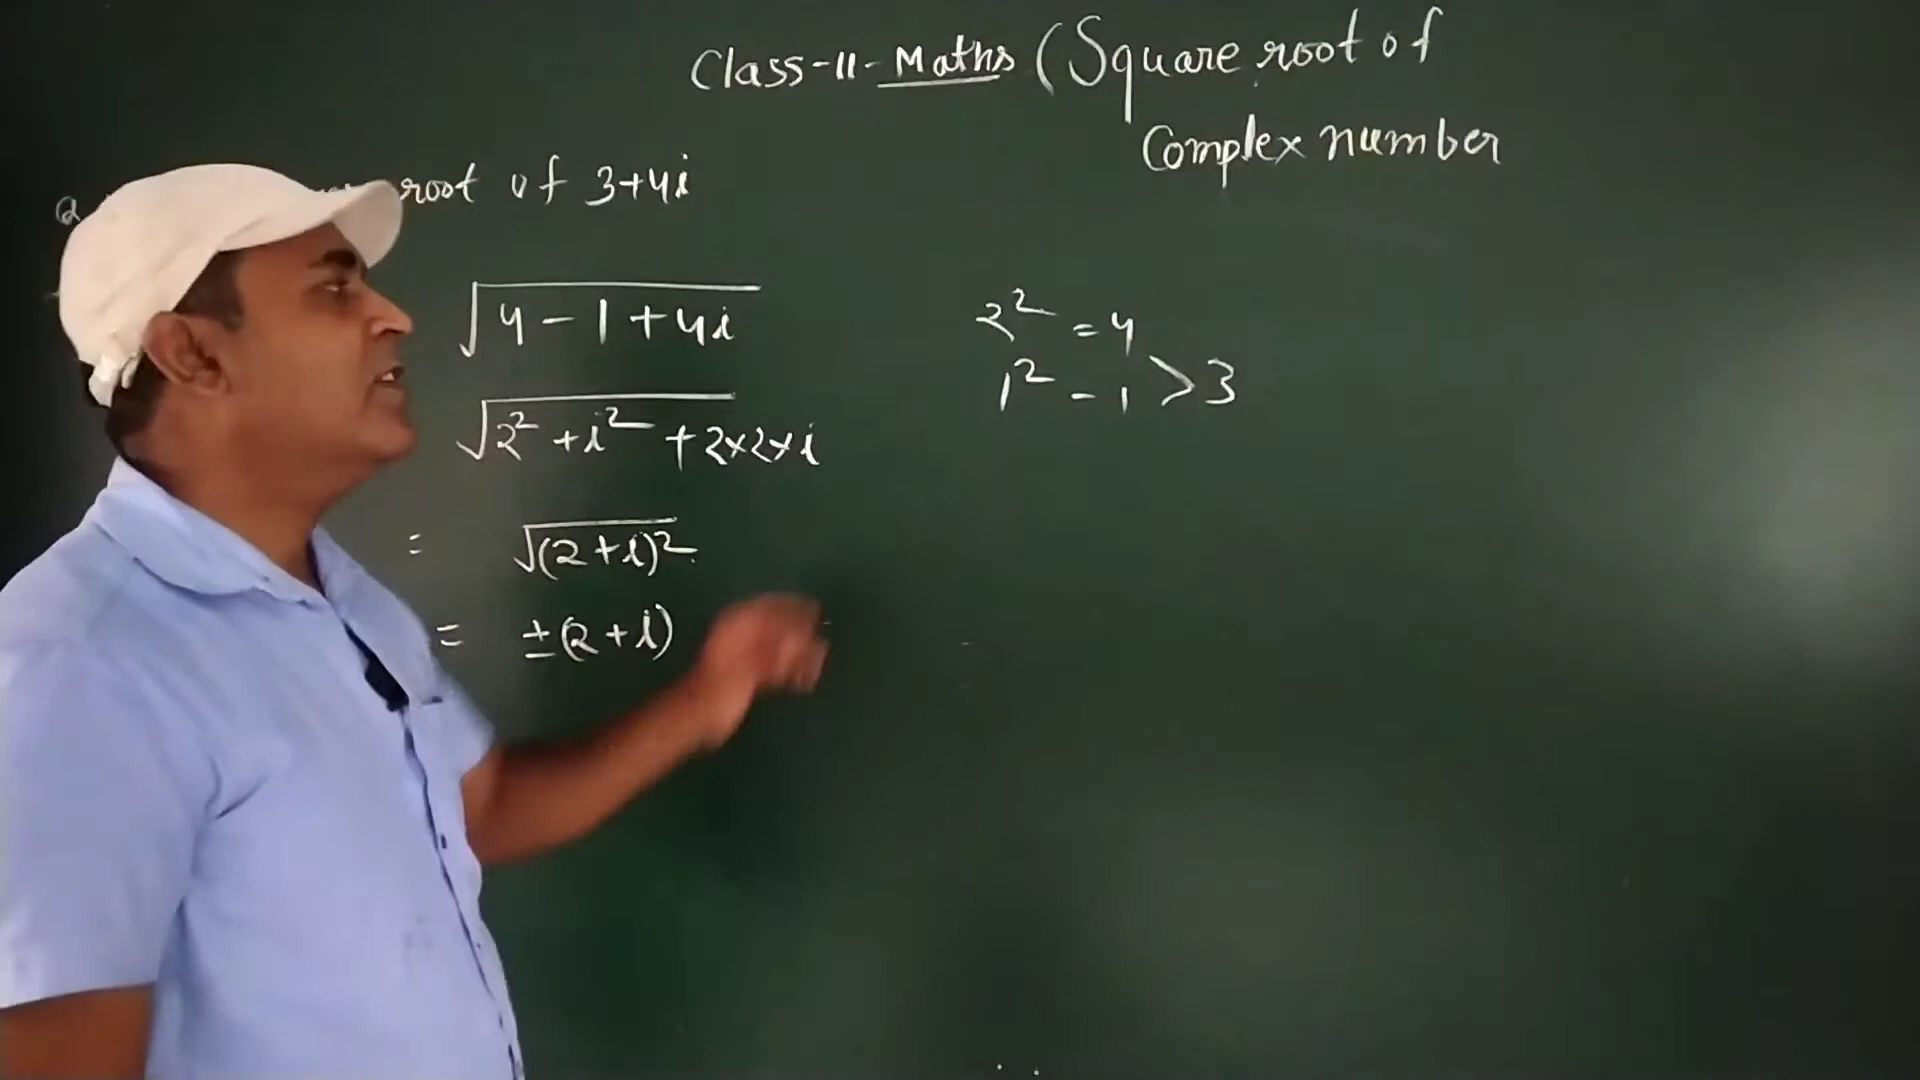 Class-11-Maths (Square root of
Complex number
Q root of 3+4i
√4-1+4i
√2²+i²+2×2×i
= √(2+i)²
= ±(2+i)
2² = 4
1² - 1 > 3